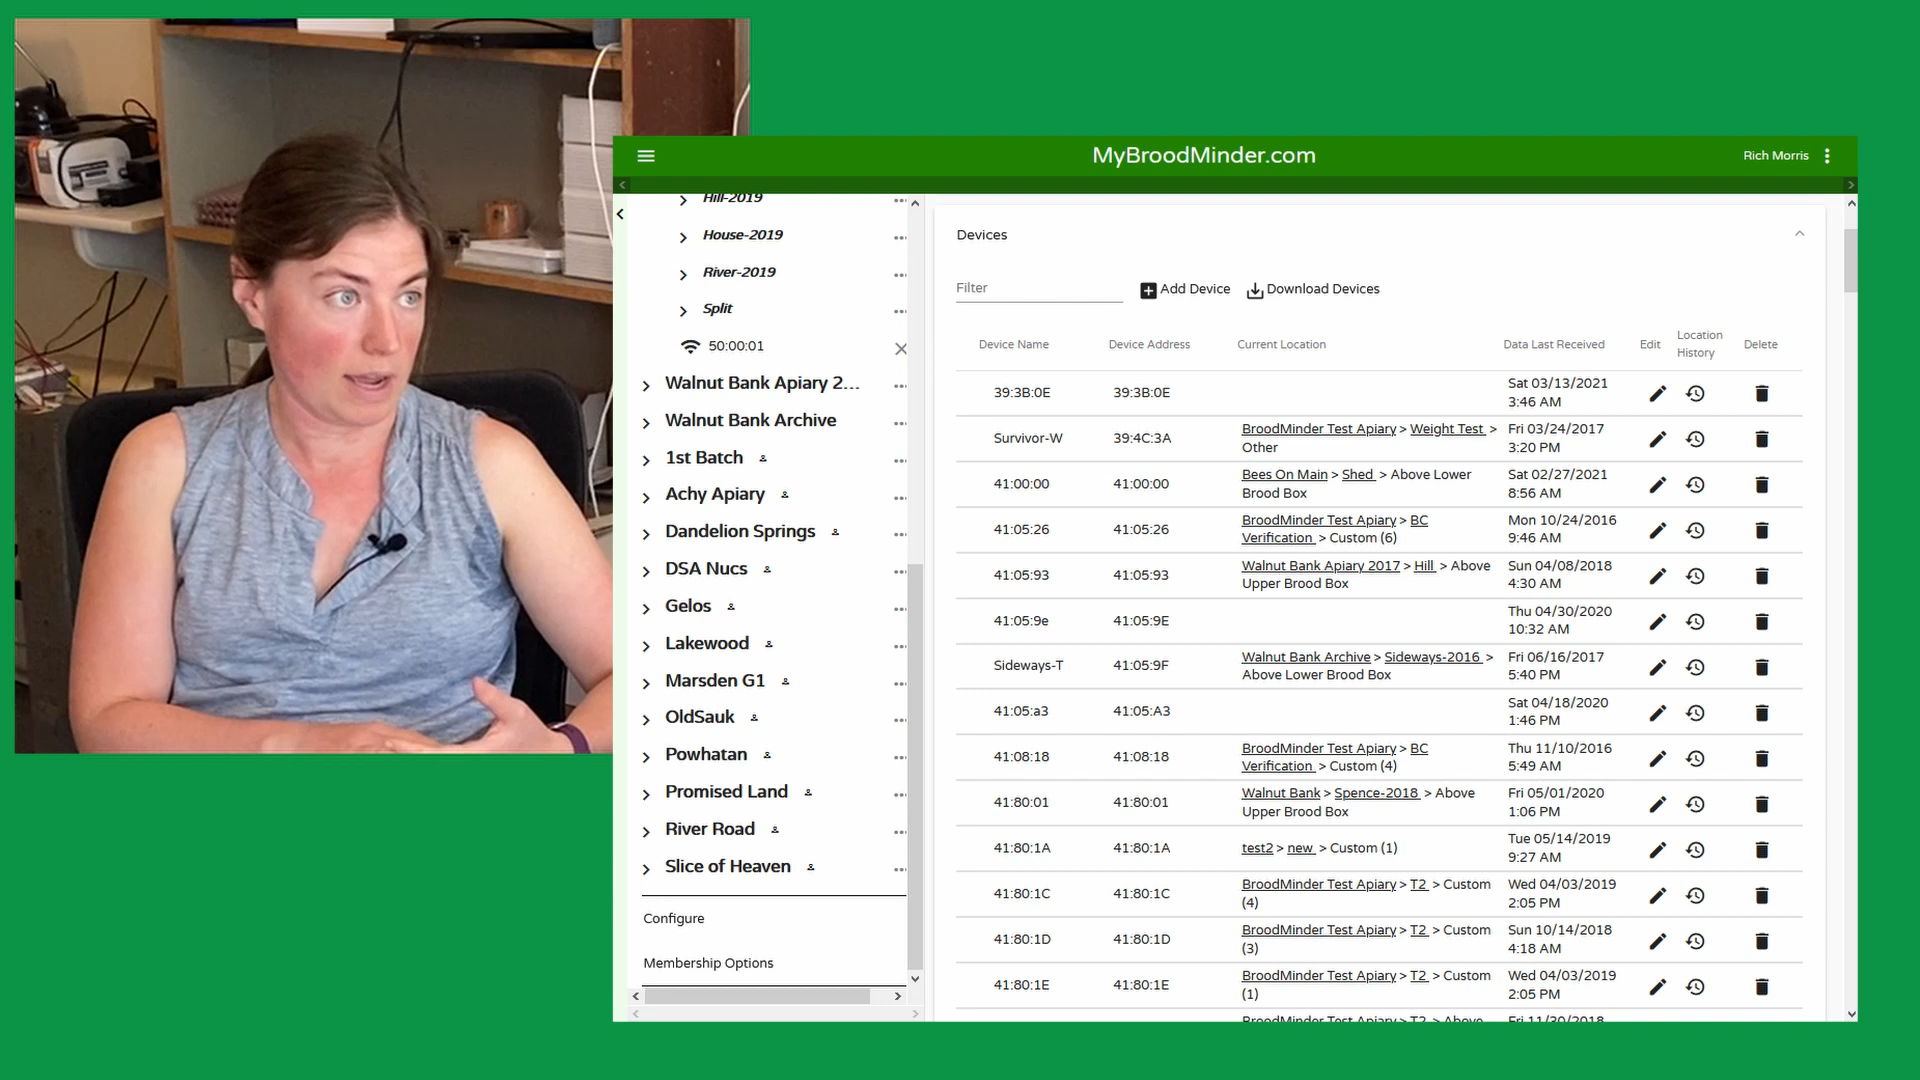 MyBroodMinder.com
Rich Morris
Hill-2019
House-2019
River-2019
Split
50:00:01
Walnut Bank Apiary 2...
Walnut Bank Archive
1st Batch
Achy Apiary
Dandelion Springs
DSA Nucs
Gelos
Lakewood
Marsden G1
OldSauk
Powhatan
Promised Land
River Road
Slice of Heaven
Configure
Membership Options
Devices
Filter
Add Device
Download Devices
Device Name Device Address Current Location Data Last Received Edit Location History Delete
39:3B:0E 39:3B:0E Sat 03/13/2021
3:46 AM
Survivor-W 39:4C:3A BroodMinder Test Apiary > Weight Test > Fri 03/24/2017
Other 3:20 PM
41:00:00 41:00:00 Bees On Main > Shed > Above Lower Sat 02/27/2021
Brood Box 8:56 AM
41:05:26 41:05:26 BroodMinder Test Apiary > BC Mon 10/24/2016
Verification > Custom (6) 9:46 AM
41:05:93 41:05:93 Walnut Bank Apiary 2017 > Hill > Above Sun 04/08/2018
Upper Brood Box 4:30 AM
41:05:9e 41:05:9E Thu 04/30/2020
10:32 AM
Sideways-T 41:05:9F Walnut Bank Archive > Sideways-2016 > Fri 06/16/2017
Above Lower Brood Box 5:40 PM
41:05:a3 41:05:A3 Sat 04/18/2020
1:46 PM
41:08:18 41:08:18 BroodMinder Test Apiary > BC Thu 11/10/2016
Verification > Custom (4) 5:49 AM
41:80:01 41:80:01 Walnut Bank > Spence-2018 > Above Fri 05/01/2020
Upper Brood Box 1:06 PM
41:80:1A 41:80:1A test2 > new > Custom (1) Tue 05/14/2019
9:27 AM
41:80:1C 41:80:1C BroodMinder Test Apiary > T2 > Custom Wed 04/03/2019
(4) 2:05 PM
41:80:1D 41:80:1D BroodMinder Test Apiary > T2 > Custom Sun 10/14/2018
(3) 4:18 AM
41:80:1E 41:80:1E BroodMinder Test Apiary > T2 > Custom Wed 04/03/2019
(1) 2:05 PM
BroodMinder Test Apiary > T2 > Above Fri 11/30/2018